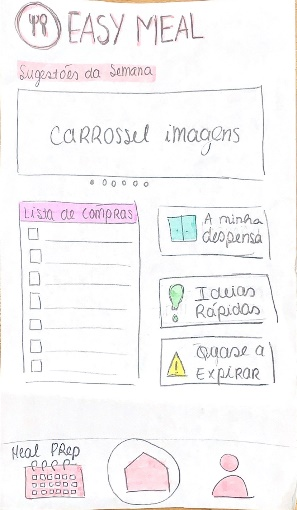 EASY MEAL
Sugestões da Semana
CARROSSEL imagens
Lista de Compras
A minha
despensa
Ideias
Rápidas
Quase a
Expirar
Meal PRep